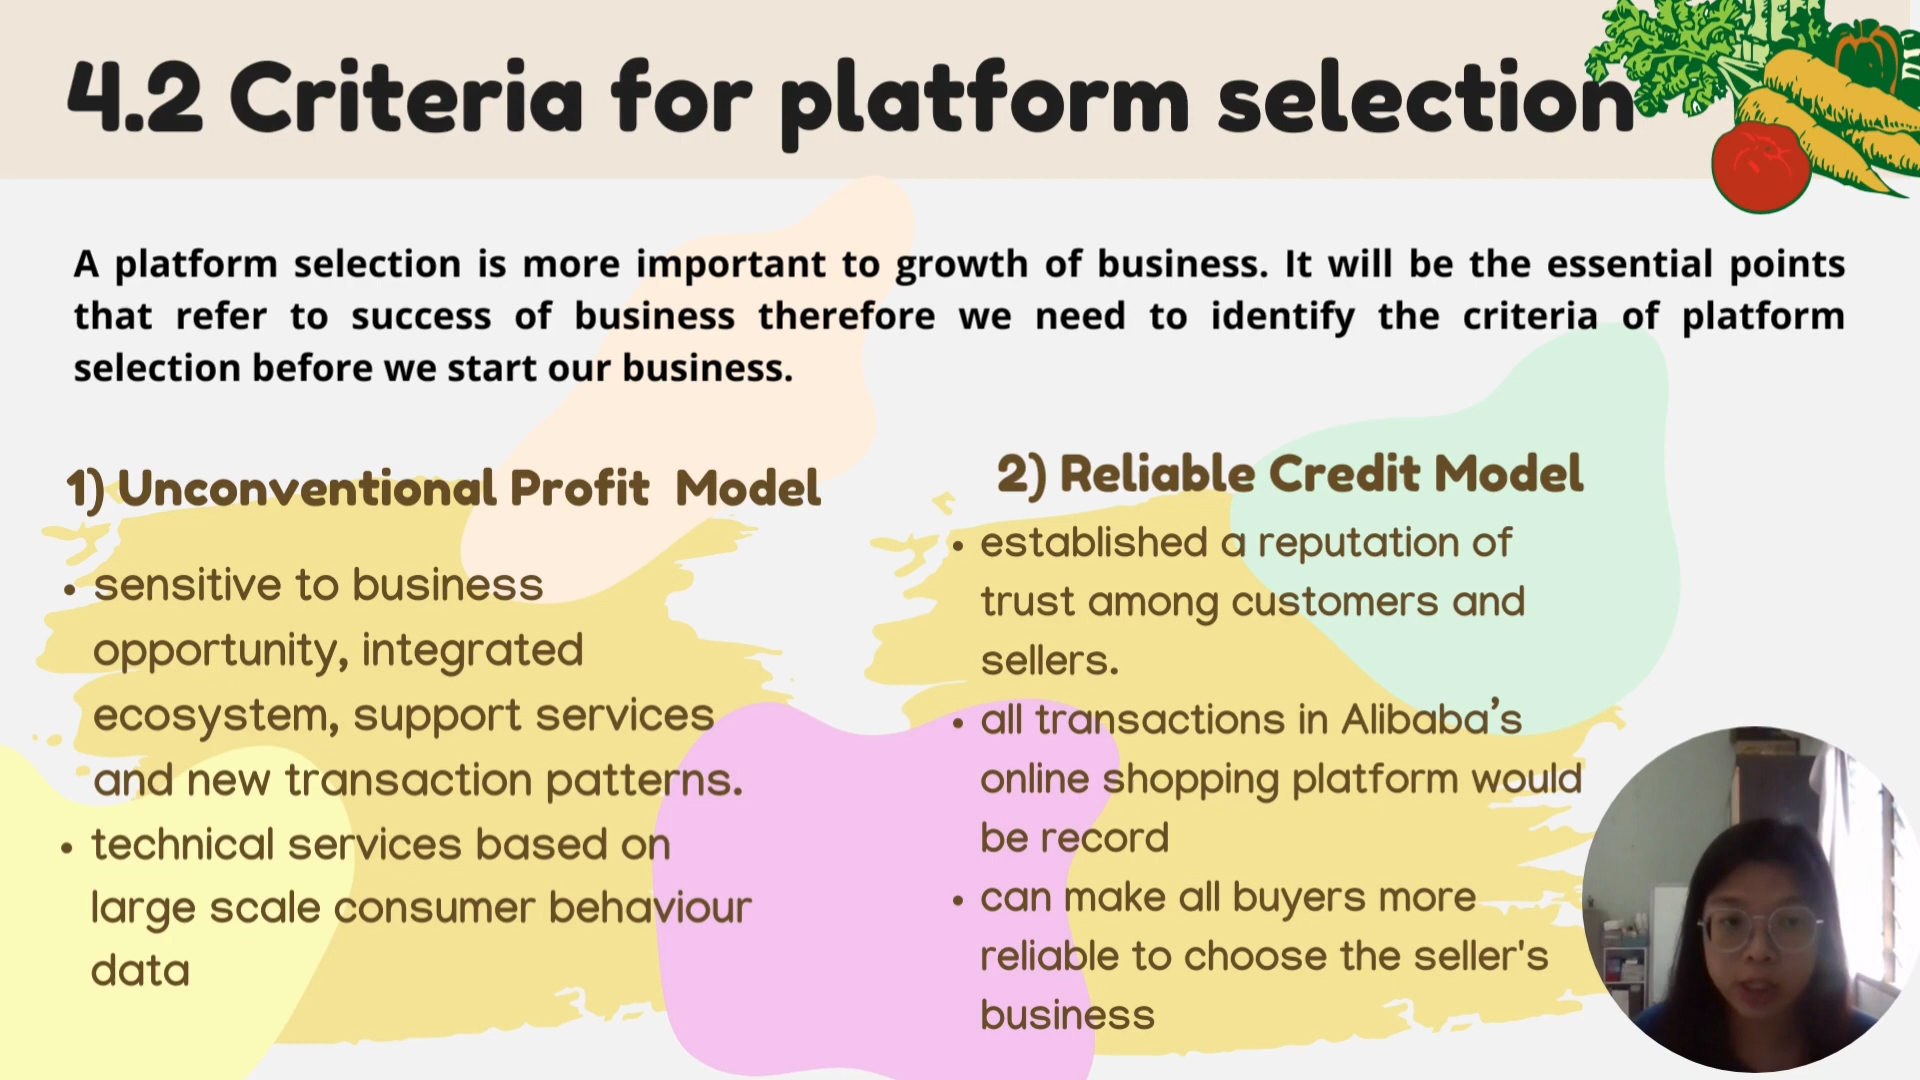 4.2 Criteria for platform selection
A platform selection is more important to growth of business. It will be the essential points
that refer to success of business therefore we need to identify the criteria of platform
selection before we start our business.
1) Unconventional Profit Model
• sensitive to business
opportunity, integrated
ecosystem, support services
and new transaction patterns.
• technical services based on
large scale consumer behaviour
data
2) Reliable Credit Model
• established a reputation of
trust among customers and
sellers.
• all transactions in Alibaba’s
online shopping platform would
be record
• can make all buyers more
reliable to choose the seller's
business